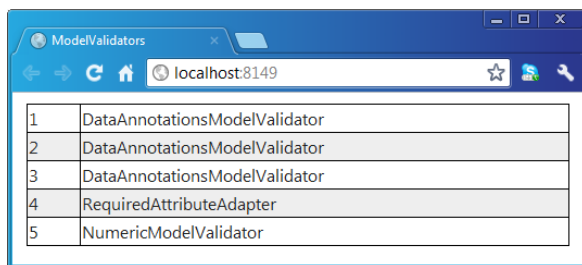 ModelValidators
localhost:8149
1 DataAnnotationsModelValidator
2 DataAnnotationsModelValidator
3 DataAnnotationsModelValidator
4 RequiredAttributeAdapter
5 NumericModelValidator